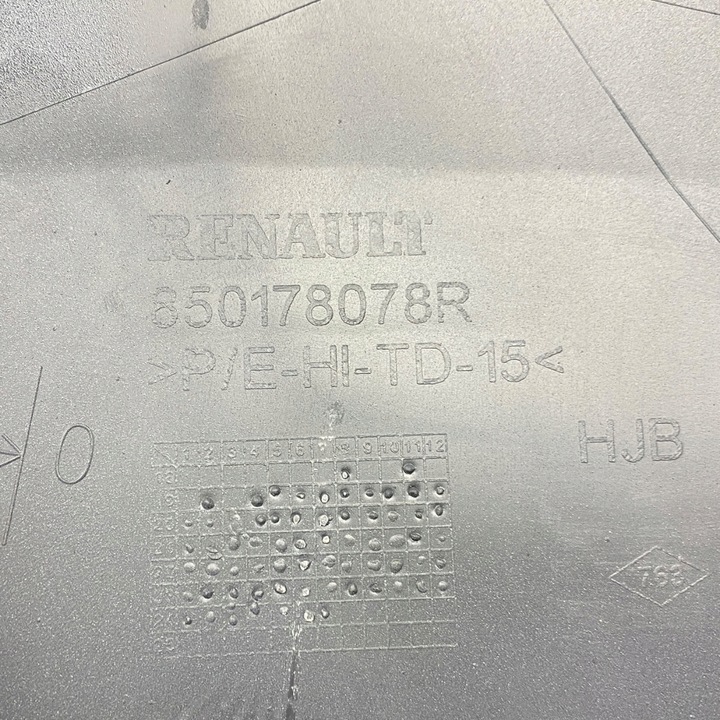 RENAULT
850178078R
>P/E-HI-TD-15<
0
HJB
1 2 3 4 5 6 7 8 9 10 11 12
763